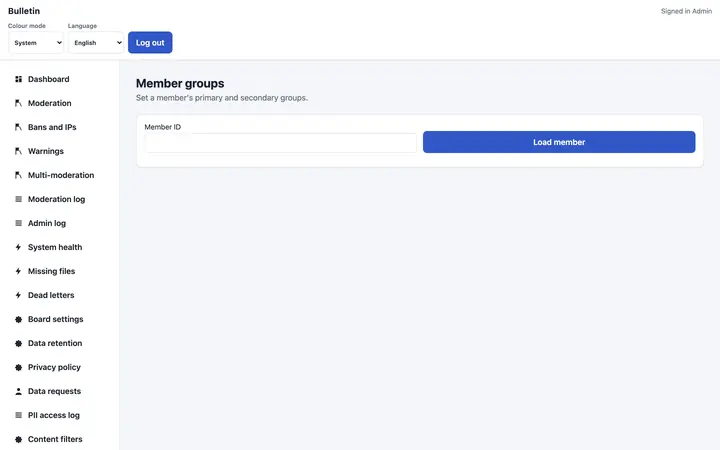 Bulletin
Signed in Admin
Colour mode
Language
System
English
Log out
Dashboard
Moderation
Bans and IPs
Warnings
Multi-moderation
Moderation log
Admin log
System health
Missing files
Dead letters
Board settings
Data retention
Privacy policy
Data requests
PII access log
Content filters
Member groups
Set a member's primary and secondary groups.
Member ID
Load member